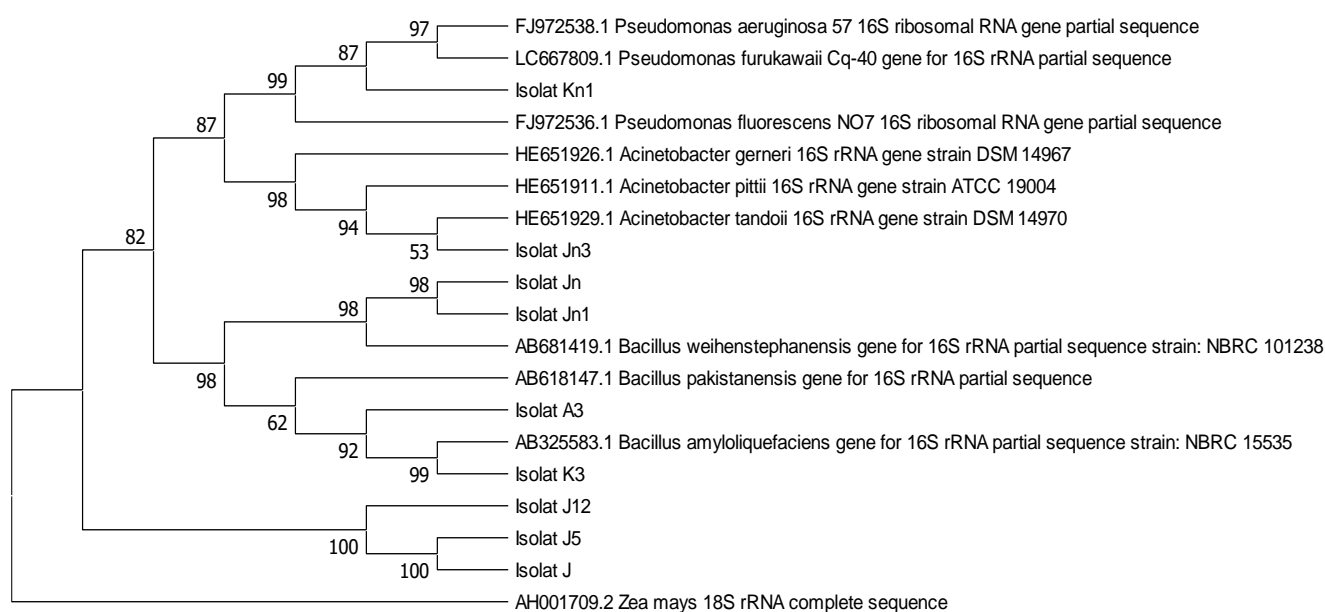 97
FJ972538.1 Pseudomonas aeruginosa 57 16S ribosomal RNA gene partial sequence
87
LC667809.1 Pseudomonas furukawaii Cq-40 gene for 16S rRNA partial sequence
99
Isolat Kn1
87
FJ972536.1 Pseudomonas fluorescens NO7 16S ribosomal RNA gene partial sequence
HE651926.1 Acinetobacter gerneri 16S rRNA gene strain DSM 14967
98
HE651911.1 Acinetobacter pittii 16S rRNA gene strain ATCC 19004
94
HE651929.1 Acinetobacter tandoii 16S rRNA gene strain DSM 14970
82
53
Isolat Jn3
98
Isolat Jn
98
Isolat Jn1
AB681419.1 Bacillus weihenstephanensis gene for 16S rRNA partial sequence strain: NBRC 101238
98
AB618147.1 Bacillus pakistanensis gene for 16S rRNA partial sequence
62
Isolat A3
92
AB325583.1 Bacillus amyloliquefaciens gene for 16S rRNA partial sequence strain: NBRC 15535
99
Isolat K3
Isolat J12
100
Isolat J5
100
Isolat J
AH001709.2 Zea mays 18S rRNA complete sequence